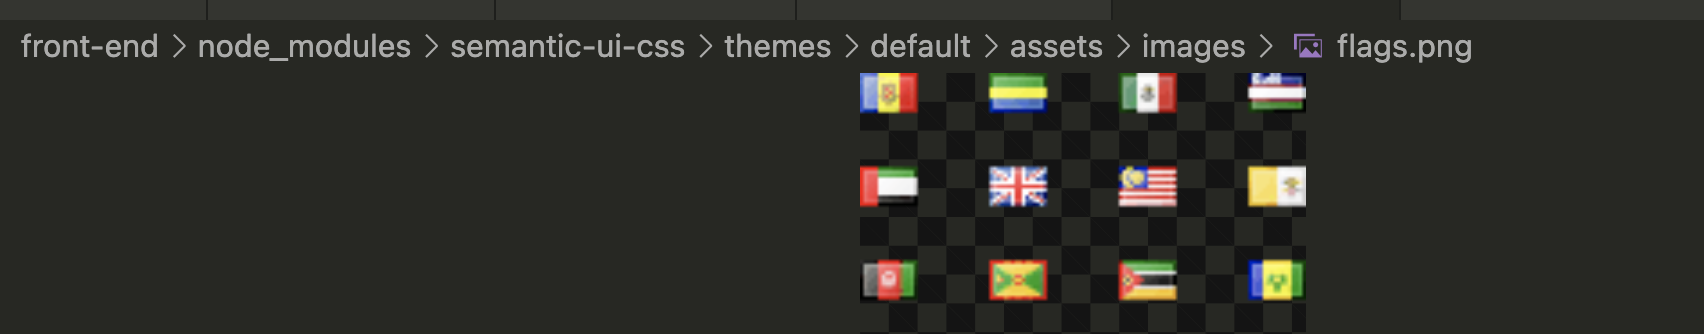 front-end > node_modules > semantic-ui-css > themes > default > assets > images > flags.png